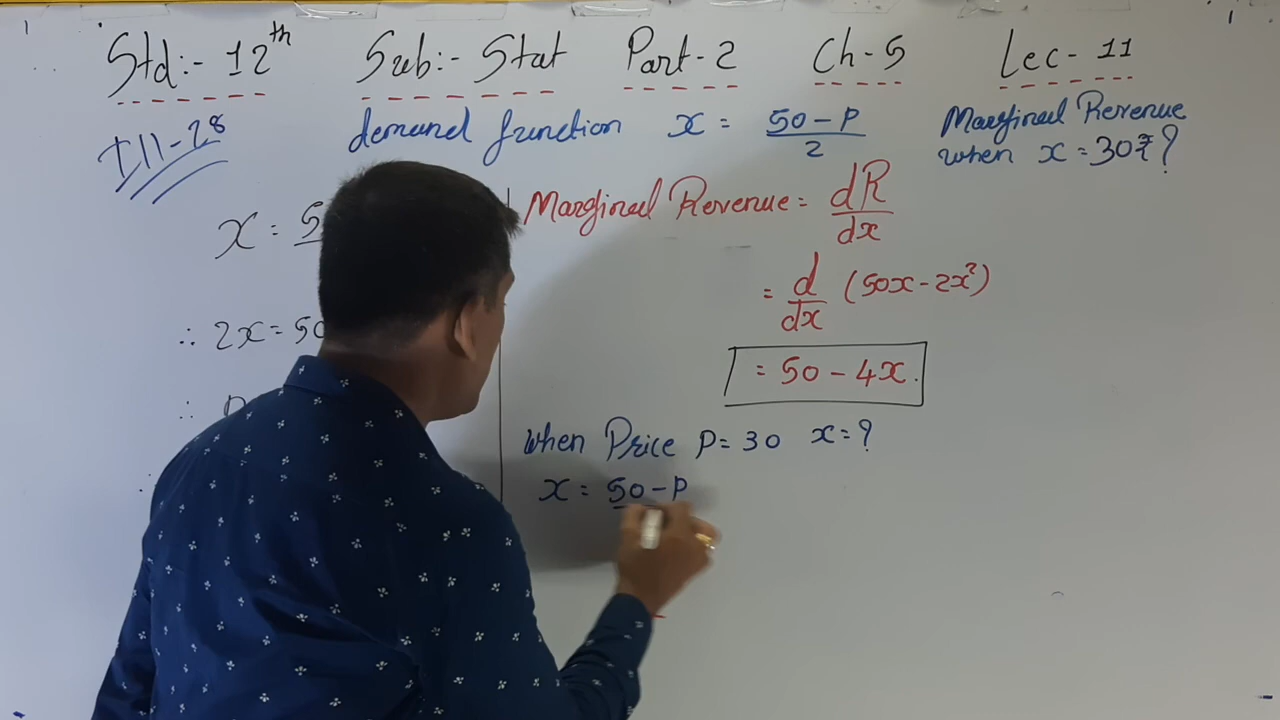 Std:- 12th Sub:- Stat Part-2 Ch-5 Lec-11
Ill-28 demand function x = 50-P/2 Marginal Revenue
when x = 30₹?
x = 5
∴ 2x = 50
∴
Marginal Revenue = dR/dx
= d/dx (50x - 2x²)
= 50 - 4x.
when Price P = 30 x = ?
x = 50 - P